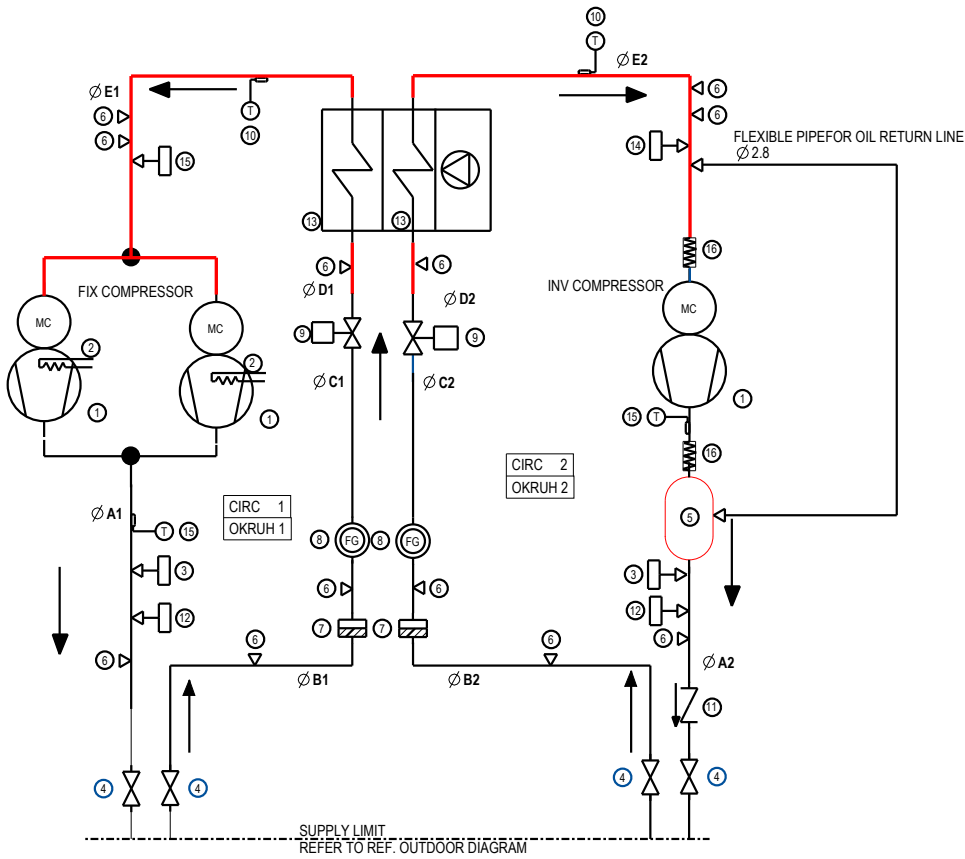 10
T
Ø E2
Ø E1
6
6
T
10
15
6
6
14
FLEXIBLE PIPEFOR OIL RETURN LINE
Ø 2.8
13
13
16
6
6
FIX COMPRESSOR
INV COMPRESSOR
Ø D1
Ø D2
MC
MC
MC
9
9
2
2
Ø C1
Ø C2
1
1
1
15
T
16
CIRC 1
OKRUH 1
CIRC 2
OKRUH 2
Ø A1
T
15
8
FG
8
FG
5
3
6
6
3
12
12
7
7
6
6
6
6
Ø A2
Ø B1
Ø B2
11
4
4
4
4
SUPPLY LIMIT
REFER TO REF. OUTDOOR DIAGRAM